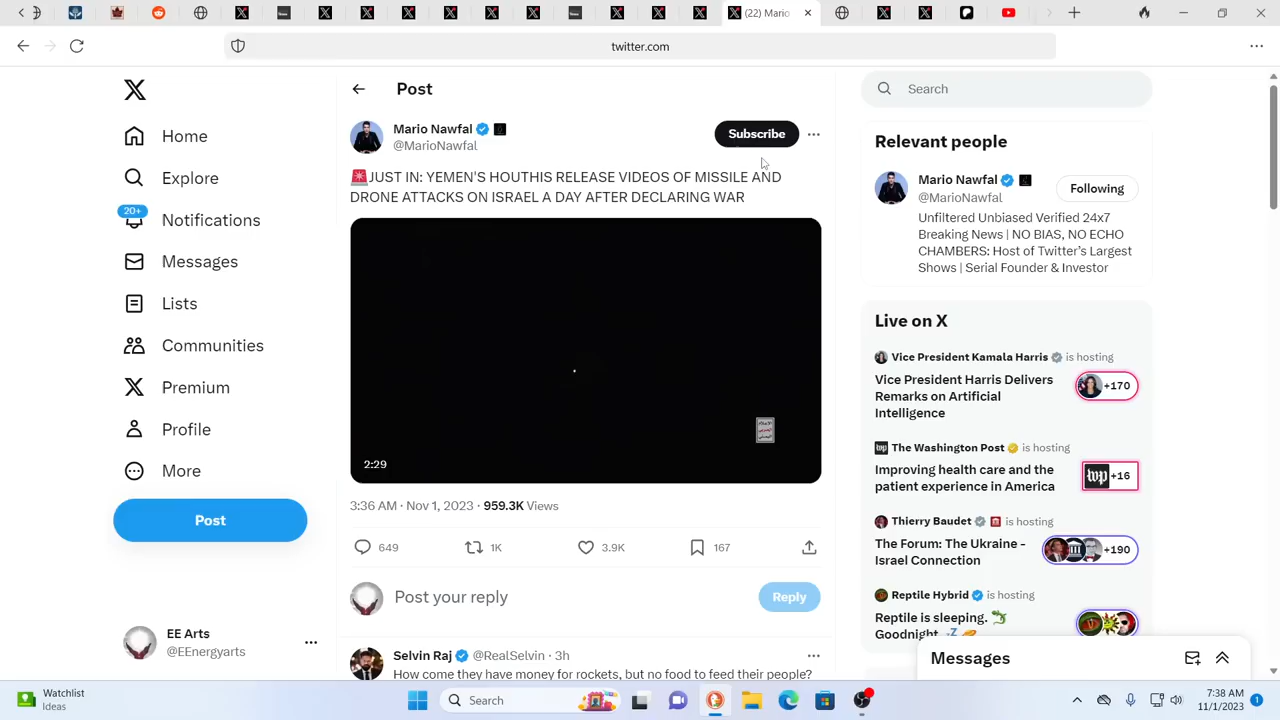 (22) Mario
twitter.com
Post
Search
Mario Nawfal
@MarioNawfal
Subscribe
🚨JUST IN: YEMEN'S HOUTHIS RELEASE VIDEOS OF MISSILE AND
DRONE ATTACKS ON ISRAEL A DAY AFTER DECLARING WAR
2:29
3:36 AM · Nov 1, 2023 · 959.3K Views
649
1K
3.9K
167
Post your reply
Reply
Selvin Raj @RealSelvin · 3h
How come they have money for rockets, but no food to feed their people?
Home
Explore
20+
Notifications
Messages
Lists
Communities
Premium
Profile
More
Post
EE Arts
@EEnergyarts
Relevant people
Mario Nawfal
@MarioNawfal
Following
Unfiltered Unbiased Verified 24x7
Breaking News | NO BIAS, NO ECHO
CHAMBERS: Host of Twitter's Largest
Shows | Serial Founder & Investor
Live on X
Vice President Kamala Harris is hosting
Vice President Harris Delivers
Remarks on Artificial
Intelligence
+170
The Washington Post is hosting
Improving health care and the
patient experience in America
wp
+16
Thierry Baudet is hosting
The Forum: The Ukraine -
Israel Connection
+190
Reptile Hybrid is hosting
Reptile is sleeping. 🦎
Goodnight 💤
Messages
Watchlist
Ideas
Search
7:38 AM
11/1/2023
1